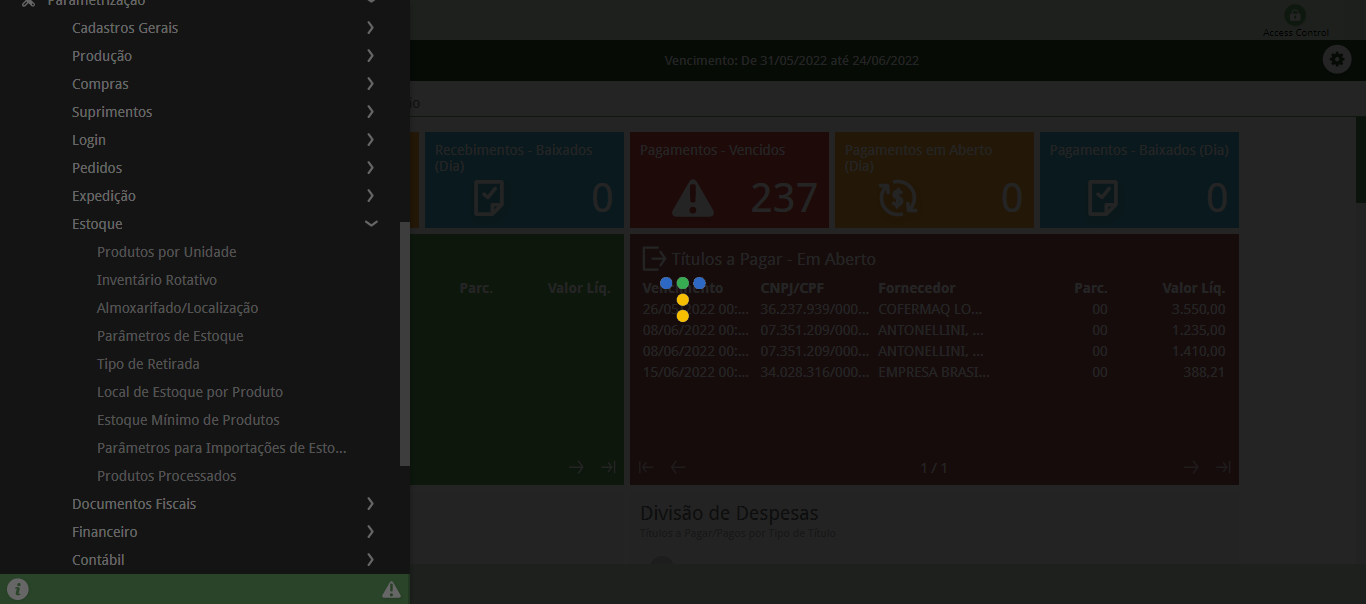 Parametrização
Cadastros Gerais
Produção
Compras
Suprimentos
Login
Pedidos
Expedição
Estoque
Produtos por Unidade
Inventário Rotativo
Almoxarifado/Localização
Parâmetros de Estoque
Tipo de Retirada
Local de Estoque por Produto
Estoque Mínimo de Produtos
Parâmetros para Importações de Esto...
Produtos Processados
Documentos Fiscais
Financeiro
Contábil
Access Control
Vencimento: De 31/05/2022 até 24/06/2022
Recebimentos - Baixados
(Dia)
0
Pagamentos - Vencidos
237
Pagamentos em Aberto
(Dia)
0
Pagamentos - Baixados (Dia)
0
Parc. Valor Líq.
Títulos a Pagar - Em Aberto
Vencimento CNPJ/CPF Fornecedor Parc. Valor Líq.
26/05/2022 00:... 36.237.939/000... COFERMAQ LO... 00 3.550,00
08/06/2022 00:... 07.351.209/000... ANTONELLINI, ... 00 1.235,00
08/06/2022 00:... 07.351.209/000... ANTONELLINI, ... 00 1.410,00
15/06/2022 00:... 34.028.316/000... EMPRESA BRASI... 00 388,21
1 / 1
Divisão de Despesas
Títulos a Pagar/Pagos por Tipo de Título